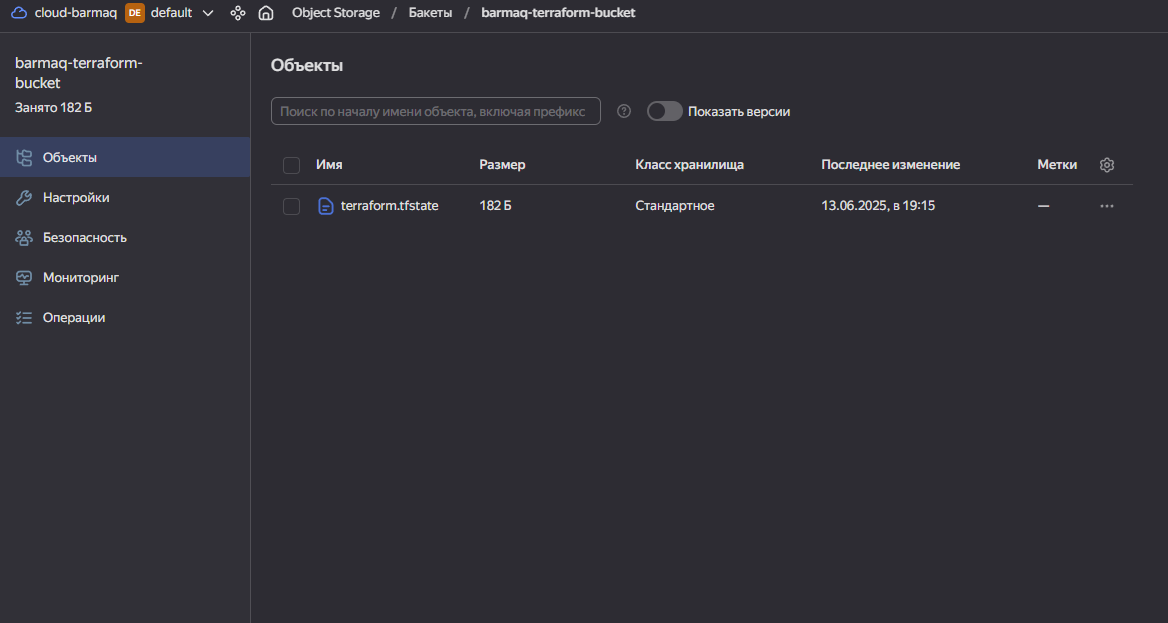 cloud-barmaq DE default Object Storage / Бакеты / barmaq-terraform-bucket
barmaq-terraform-
bucket
Занято 182 Б
Объекты
Настройки
Безопасность
Мониторинг
Операции
Объекты
Поиск по началу имени объекта, включая префикс ? Показать версии
Имя Размер Класс хранилища Последнее изменение Метки
terraform.tfstate 182 Б Стандартное 13.06.2025, в 19:15 —